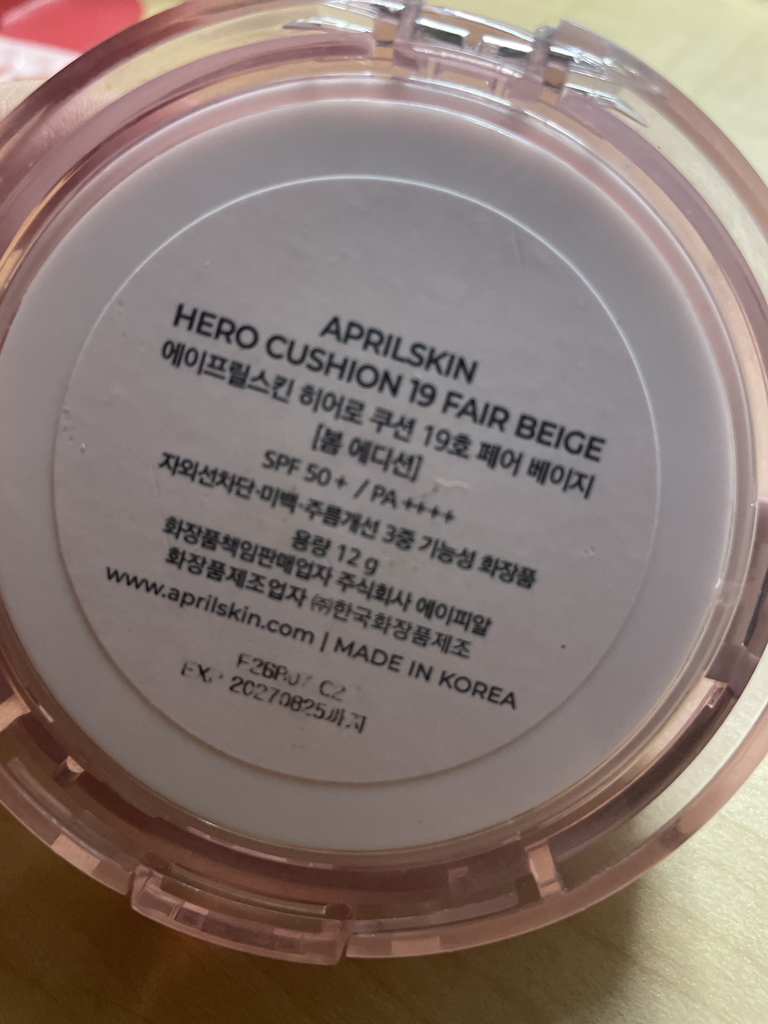 APRILSKIN
HERO CUSHION 19 FAIR BEIGE
에이프릴스킨 히어로 쿠션 19호 페어 베이지
[봄 에디션]
SPF 50+ / PA ++++
자외선차단·미백·주름개선 3중 기능성 화장품
용량 12 g
화장품책임판매업자 주식회사 에이피알
화장품제조업자 ㈜한국화장품제조
www.aprilskin.com | MADE IN KOREA
C2
20270825까지